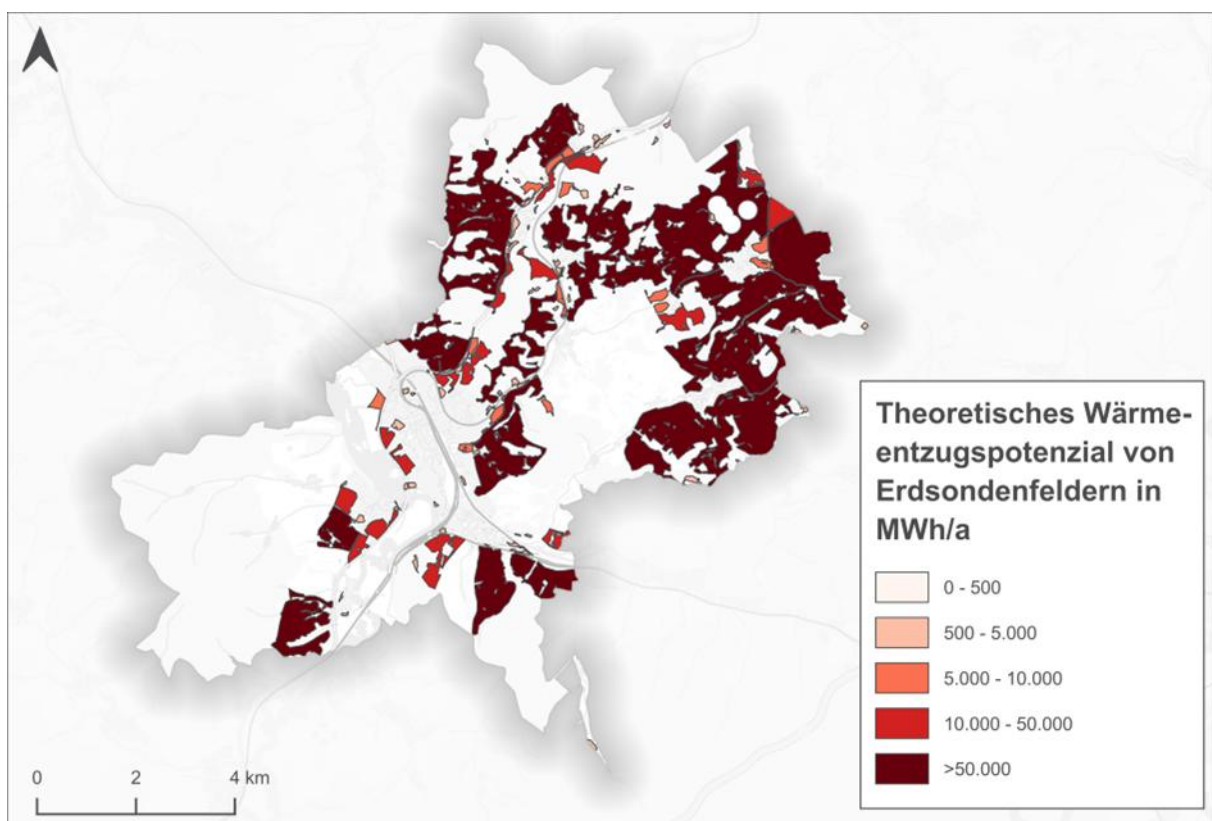 Theoretisches Wärme-
entzugspotenzial von
Erdsondenfeldern in
MWh/a
0 - 500
500 - 5.000
5.000 - 10.000
10.000 - 50.000
>50.000
0 2 4 km